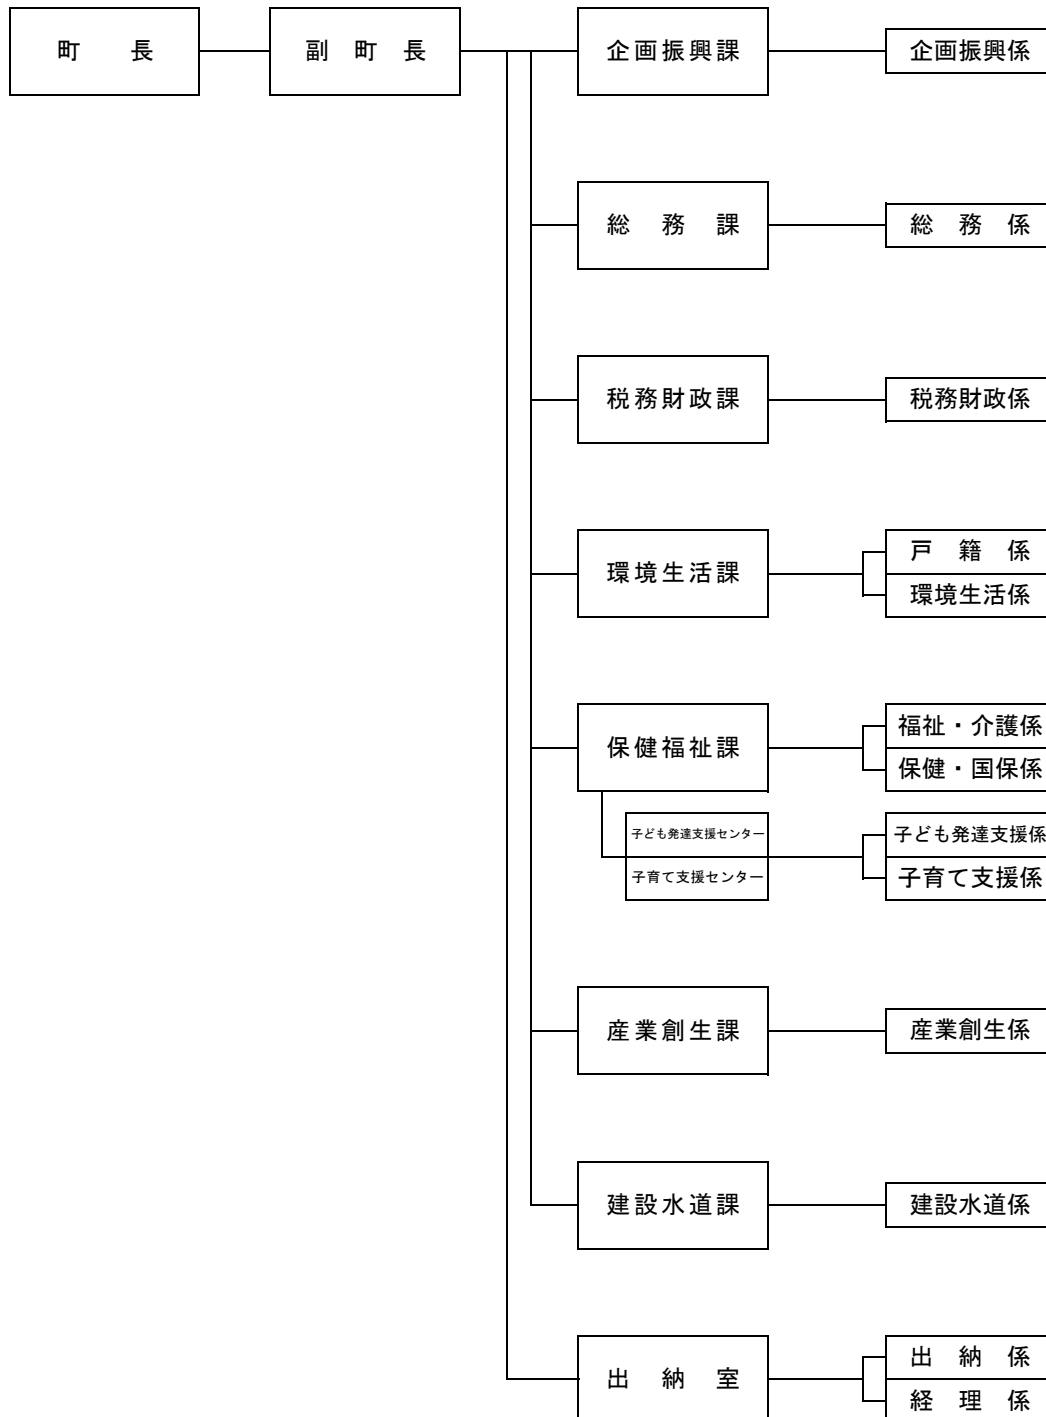 町　長
副町長
企画振興課
企画振興係
総務課
総務係
税務財政課
税務財政係
環境生活課
戸籍係
環境生活係
保健福祉課
福祉・介護係
保健・国保係
子ども発達支援センター
子育て支援センター
子ども発達支援係
子育て支援係
産業創生課
産業創生係
建設水道課
建設水道係
出納室
出納係
経理係